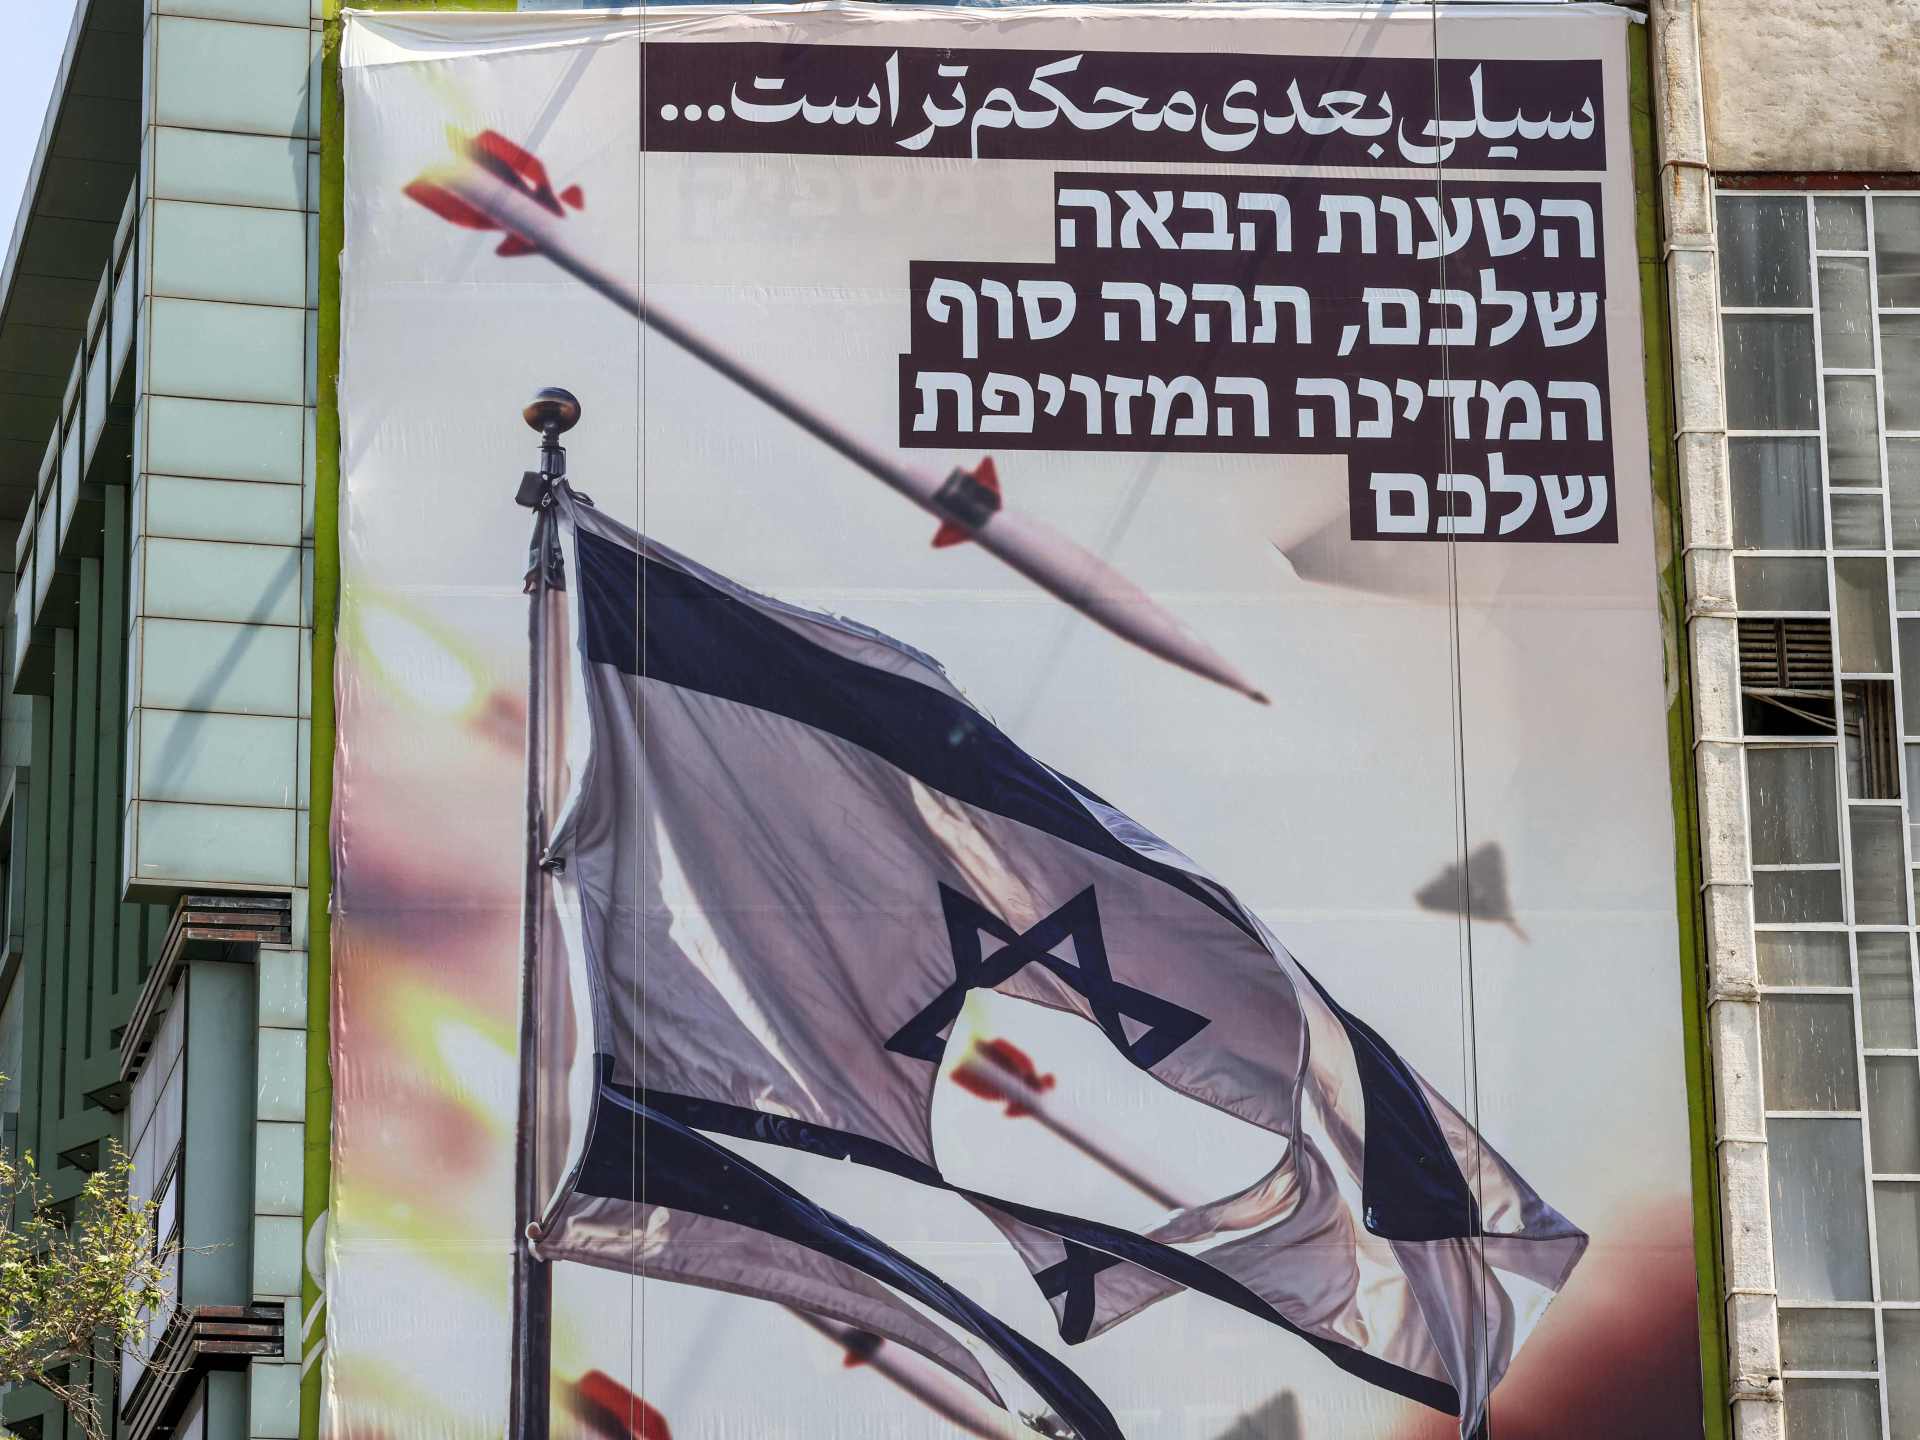 سیلی بعدی محکم‌تر است...
הטעות הבאה
שלכם, תהיה סוף
המדינה המזויפת
שלכם